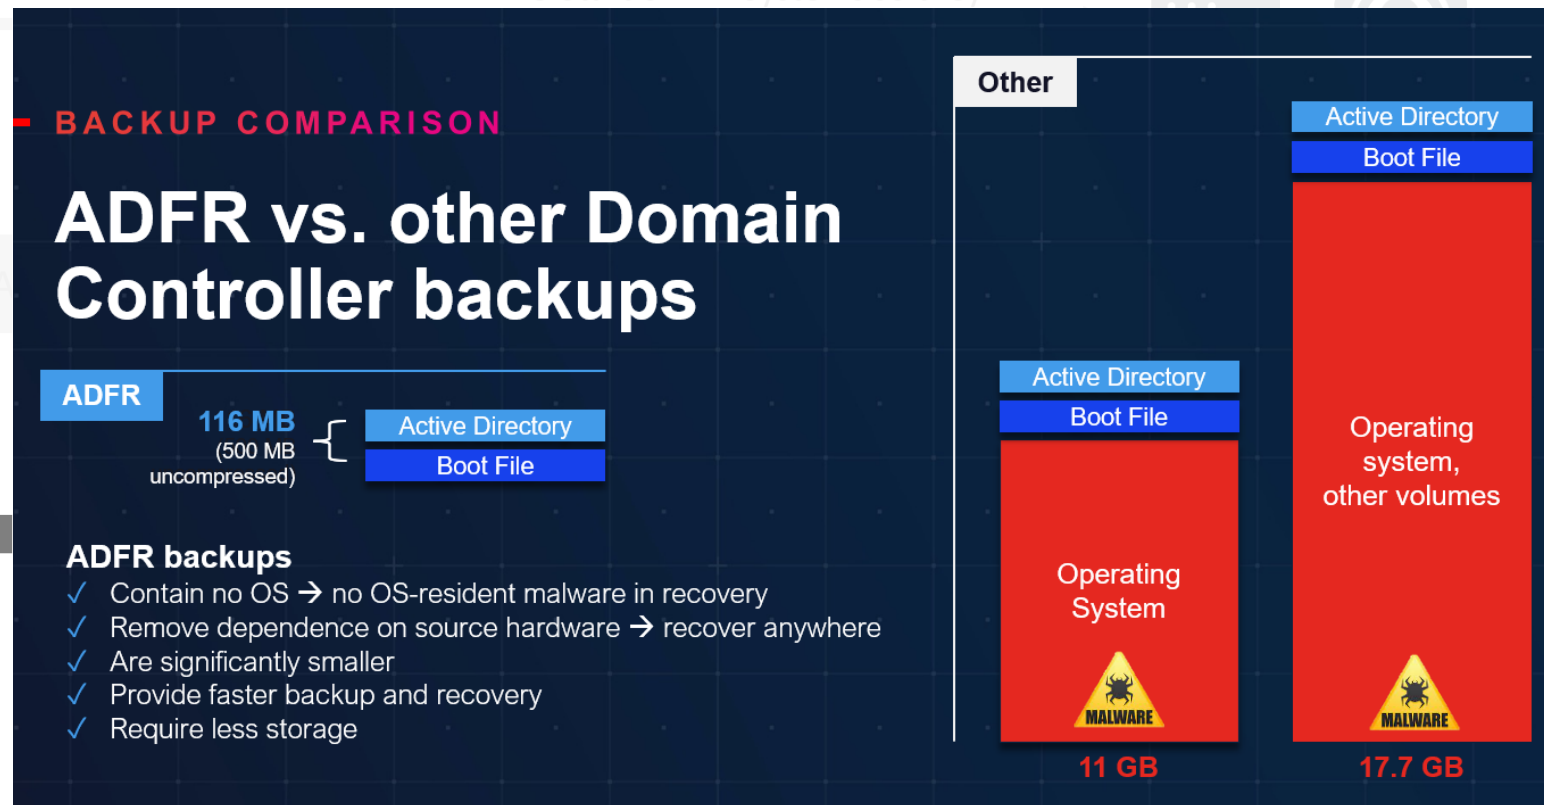 BACKUP COMPARISON
ADFR vs. other Domain
Controller backups
ADFR
116 MB
(500 MB
uncompressed)
Active Directory
Boot File
ADFR backups
✓ Contain no OS → no OS-resident malware in recovery
✓ Remove dependence on source hardware → recover anywhere
✓ Are significantly smaller
✓ Provide faster backup and recovery
✓ Require less storage
Other
Active Directory
Boot File
Operating
System
MALWARE
11 GB
Active Directory
Boot File
Operating
system,
other volumes
MALWARE
17.7 GB